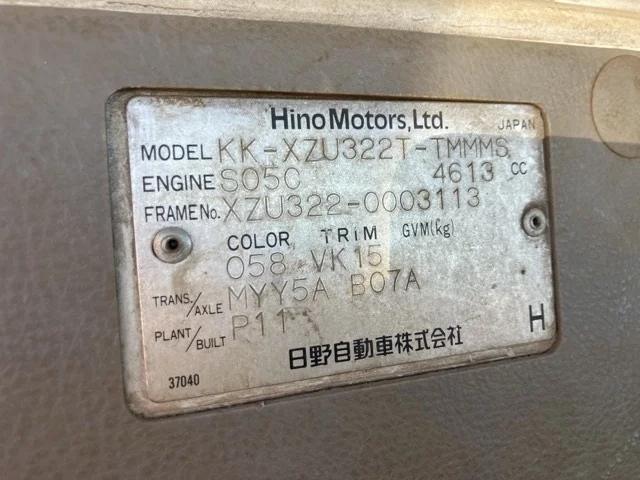 Hino Motors, Ltd. JAPAN
MODEL KK-XZU322T-TMMMS
ENGINE S05C 4613 CC
FRAME No. XZU322-0003113
COLOR TRIM GVM(kg)
058 VK15
TRANS./AXLE MYY5A B07A
PLANT/BUILT P11
日野自動車株式会社 H
37040